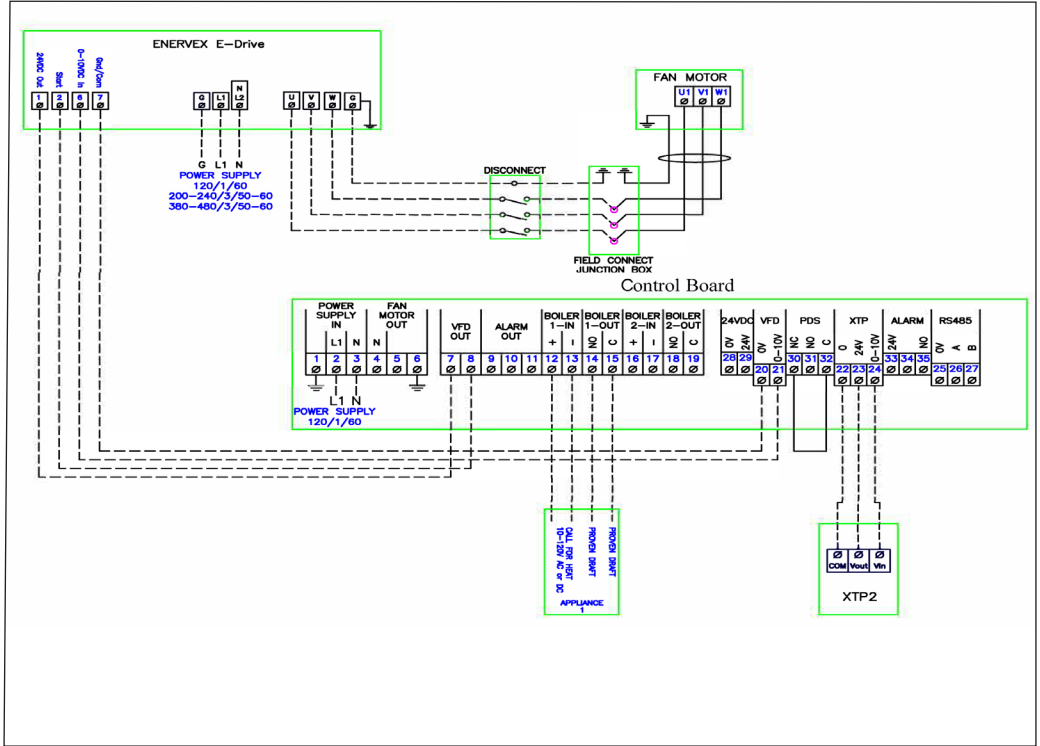 ENERVEX E-Drive
24VDC Out
Start
0-10VDC In
Gnd/Com
1 2 6 7
G L1 N L2
U V W G
G L1 N
POWER SUPPLY
120/1/60
200-240/3/50-60
380-480/3/50-60
FAN MOTOR
U1 V1 W1
DISCONNECT
FIELD CONNECT
JUNCTION BOX
Control Board
POWER
SUPPLY
IN
L1 N
FAN
MOTOR
OUT
N
VFD
OUT
ALARM
OUT
BOILER
1-IN
+ -
BOILER
1-OUT
NO C
BOILER
2-IN
+ -
BOILER
2-OUT
NO C
24VDC
0V 24V
VFD
0V 0-10V
PDS
NC NO C
XTP
0 24V 0-10V
ALARM
24V NO
RS485
0V A B
1 2 3 4 5 6 7 8 9 10 11 12 13 14 15 16 17 18 19
28 29 20 21 30 31 32 22 23 24 33 34 35 25 26 27
L1 N
POWER SUPPLY
120/1/60
10-120V AC or DC
CALL FOR HEAT
PROVEN DRAFT
PROVEN DRAFT
APPLIANCE
1
COM Vout Vin
XTP2